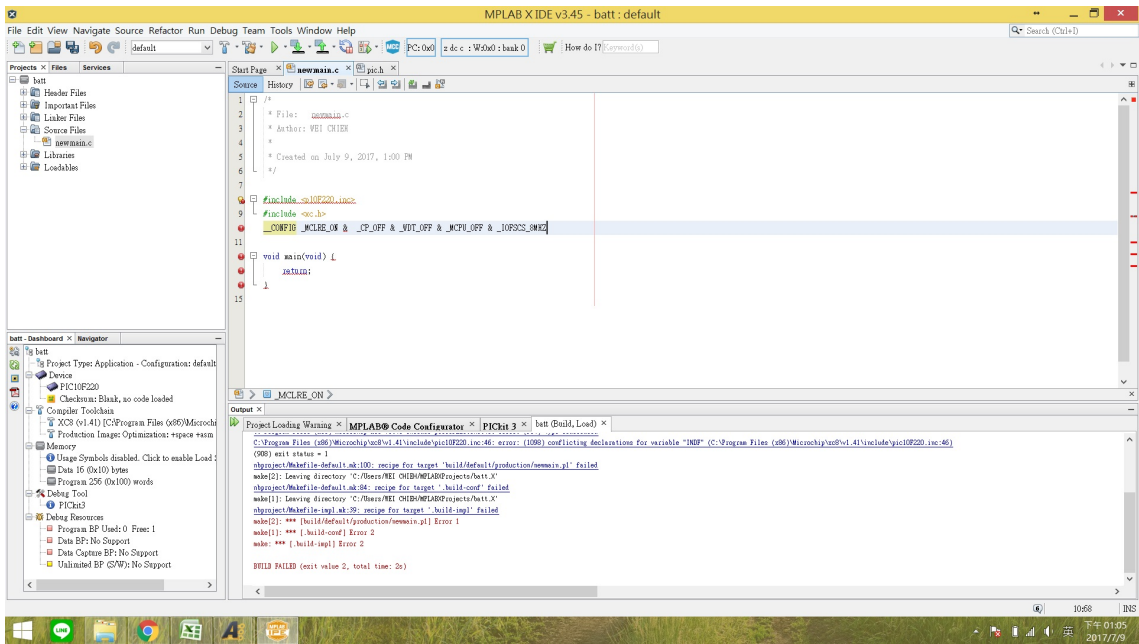 MPLAB X IDE v3.45 - batt : default
File Edit View Navigate Source Refactor Run Debug Team Tools Window Help
Search (Ctrl+I)
default
PC: 0x0
z dc c : W:0x0 : bank 0
How do I?
Keyword(s)
Projects × Files Services
batt
Header Files
Important Files
Linker Files
Source Files
newmain.c
Libraries
Loadables
Start Page × newmain.c × pic.h ×
Source History
1 /*
2 * File: newmain.c
3 * Author: WEI CHIEH
4 *
5 * Created on July 9, 2017, 1:00 PM
6 */
7
#include <p10F220.inc>
9 #include <xc.h>
__CONFIG _MCLRE_ON & _CP_OFF & _WDT_OFF & _MCPU_OFF & _IOFSCS_8MHZ
11
void main(void) {
return;
}
15
_MCLRE_ON
batt - Dashboard × Navigator
batt
Project Type: Application - Configuration: default
Device
PIC10F220
Checksum: Blank, no code loaded
Compiler Toolchain
XC8 (v1.41) [C:\Program Files (x86)\Microchi
Production Image: Optimization: +space +asm
Memory
Usage Symbols disabled. Click to enable Load
Data 16 (0x10) bytes
Program 256 (0x100) words
Debug Tool
PICkit3
Debug Resources
Program BP Used: 0 Free: 1
Data BP: No Support
Data Capture BP: No Support
Unlimited BP (S/W): No Support
Output ×
Project Loading Warning × MPLAB® Code Configurator × PICkit 3 × batt (Build, Load) ×
C:\Program Files (x86)\Microchip\xc8\v1.41\include\pic10F220.inc:46: error: (1098) conflicting declarations for variable "INDF" (C:\Program Files (x86)\Microchip\xc8\v1.41\include\pic10F220.inc:46)
(908) exit status = 1
nbproject/Makefile-default.mk:100: recipe for target 'build/default/production/newmain.p1' failed
make[2]: Leaving directory 'C:/Users/WEI CHIEH/MPLABXProjects/batt.X'
nbproject/Makefile-default.mk:84: recipe for target '.build-conf' failed
make[1]: Leaving directory 'C:/Users/WEI CHIEH/MPLABXProjects/batt.X'
nbproject/Makefile-impl.mk:39: recipe for target '.build-impl' failed
make[2]: *** [build/default/production/newmain.p1] Error 1
make[1]: *** [.build-conf] Error 2
make: *** [.build-impl] Error 2
BUILD FAILED (exit value 2, total time: 2s)
10:68
INS
英
下午 01:05
2017/7/9